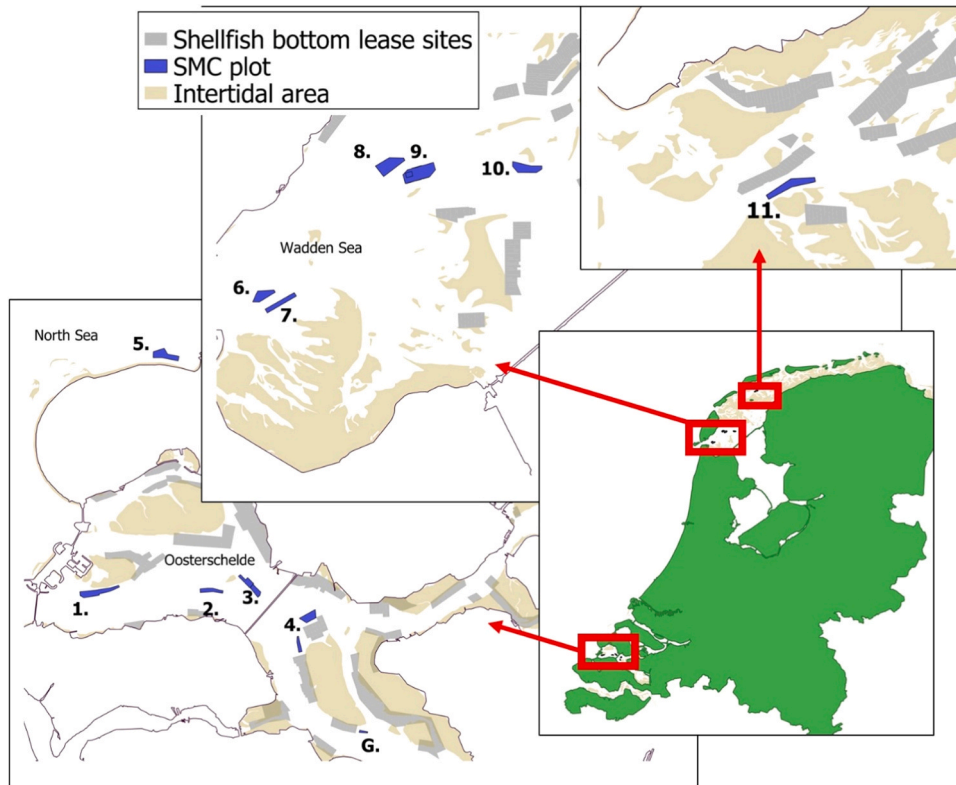 Shellfish bottom lease sites
SMC plot
Intertidal area
8.
9.
10.
11.
Wadden Sea
6.
7.
North Sea
5.
Oosterschelde
1.
2.
3.
4.
G.